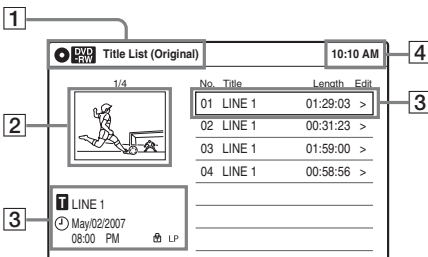 1
DVD -RW Title List (Original) 10:10 AM 4
1/4 No. Title Length Edit
01 LINE 1 01:29:03 > 3
2 02 LINE 1 00:31:23 >
03 LINE 1 01:59:00 >
04 LINE 1 00:58:56 >
3 T LINE 1
May/02/2007
08:00 PM LP